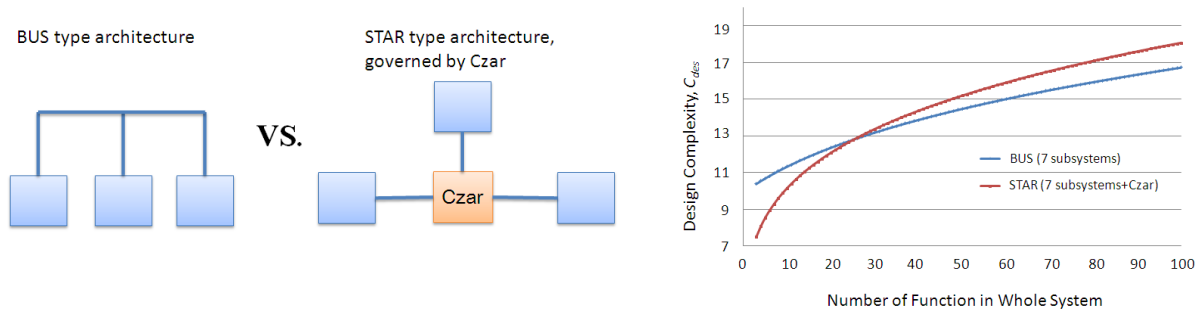 BUS type architecture
STAR type architecture,
governed by Czar
VS.
Czar
Design Complexity, C_des
19
17
15
13
11
9
7
BUS (7 subsystems)
STAR (7 subsystems+Czar)
0 10 20 30 40 50 60 70 80 90 100
Number of Function in Whole System